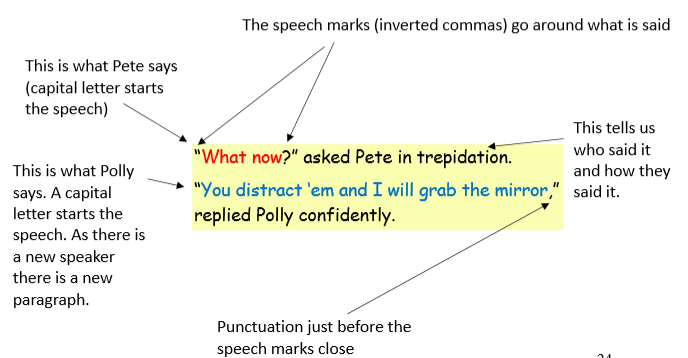 The speech marks (inverted commas) go around what is said
This is what Pete says
(capital letter starts
the speech)
“What now?” asked Pete in trepidation.
“You distract 'em and I will grab the mirror,”
replied Polly confidently.
This tells us
who said it
and how they
said it.
This is what Polly
says. A capital
letter starts the
speech. As there is
a new speaker
there is a new
paragraph.
Punctuation just before the
speech marks close